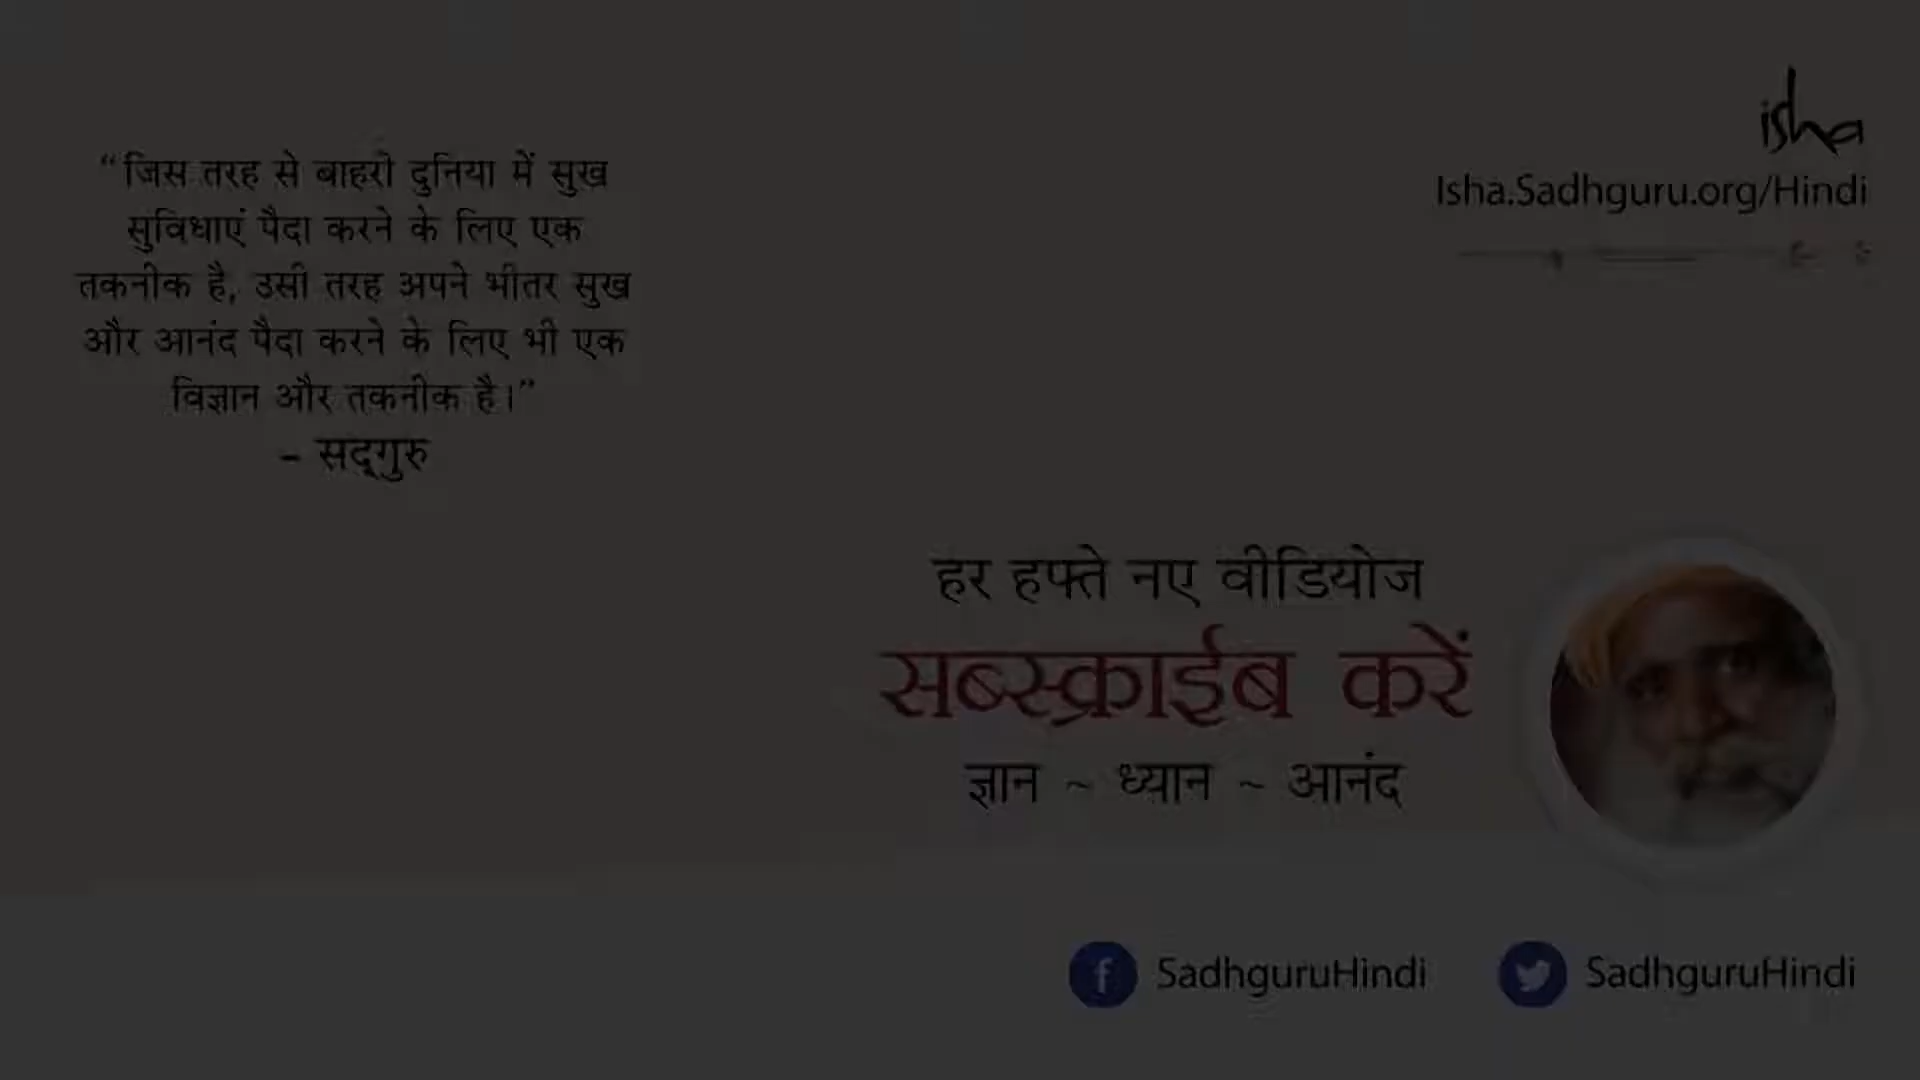 “जिस तरह से बाहरी दुनिया में सुख
सुविधाएं पैदा करने के लिए एक
तकनीक है, उसी तरह अपने भीतर सुख
और आनंद पैदा करने के लिए भी एक
विज्ञान और तकनीक है।”
- सद्गुरु
isha
Isha.Sadhguru.org/Hindi
हर हफ्ते नए वीडियोज
सब्स्क्राईब करें
ज्ञान ~ ध्यान ~ आनंद
SadhguruHindi
SadhguruHindi